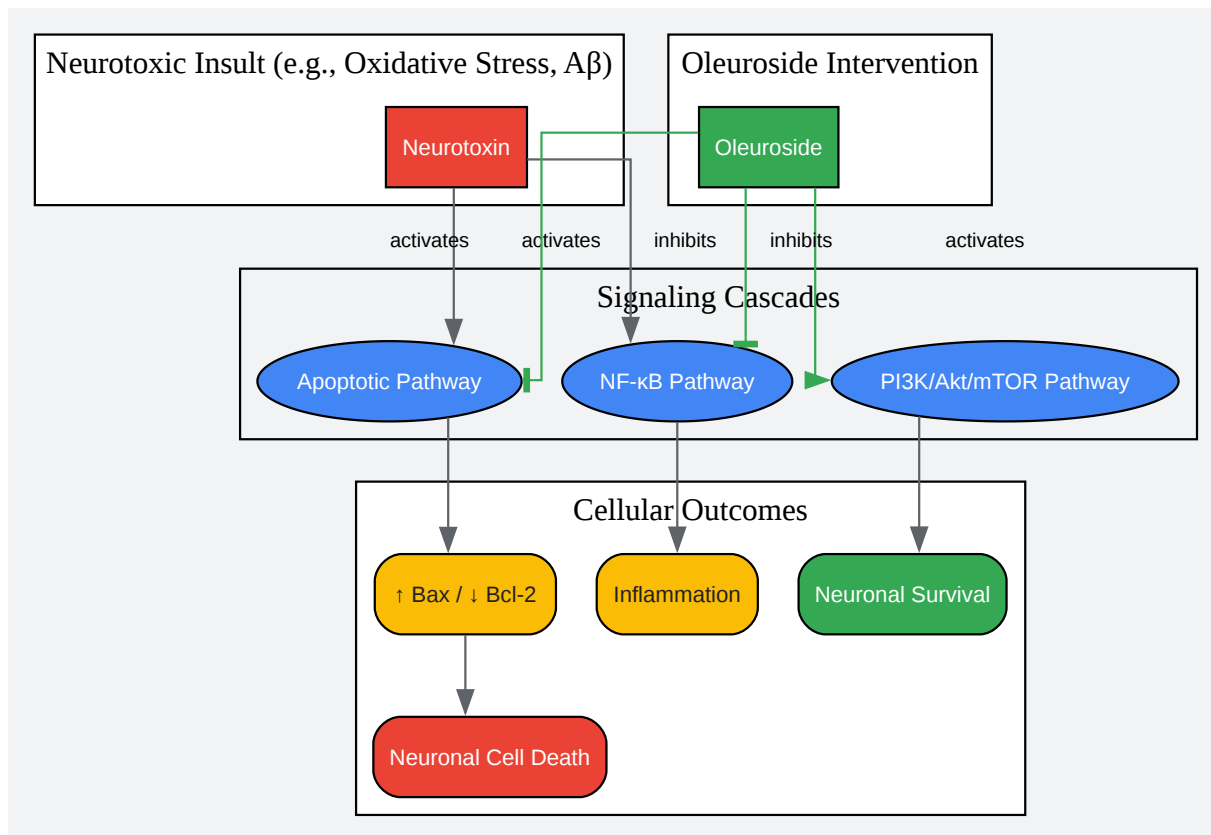 Neurotoxic Insult (e.g., Oxidative Stress, Aβ)
Oleuroside Intervention
Neurotoxin
Oleuroside
activates
activates
inhibits
inhibits
activates
Signaling Cascades
Apoptotic Pathway
NF-κB Pathway
PI3K/Akt/mTOR Pathway
Cellular Outcomes
↑ Bax / ↓ Bcl-2
Inflammation
Neuronal Survival
Neuronal Cell Death